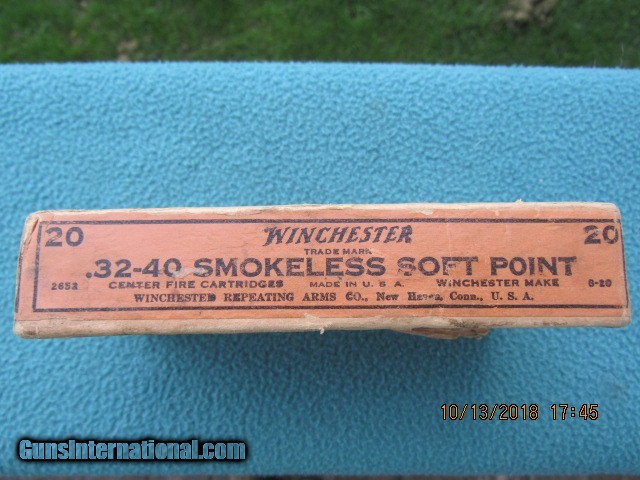 20 WINCHESTER 20
TRADE MARK
.32-40 SMOKELESS SOFT POINT
2652 CENTER FIRE CARTRIDGES MADE IN U.S.A. WINCHESTER MAKE 8-20
WINCHESTER REPEATING ARMS CO., New Haven, Conn., U.S.A.
10/13/2018 17:45
GunsInternational.com